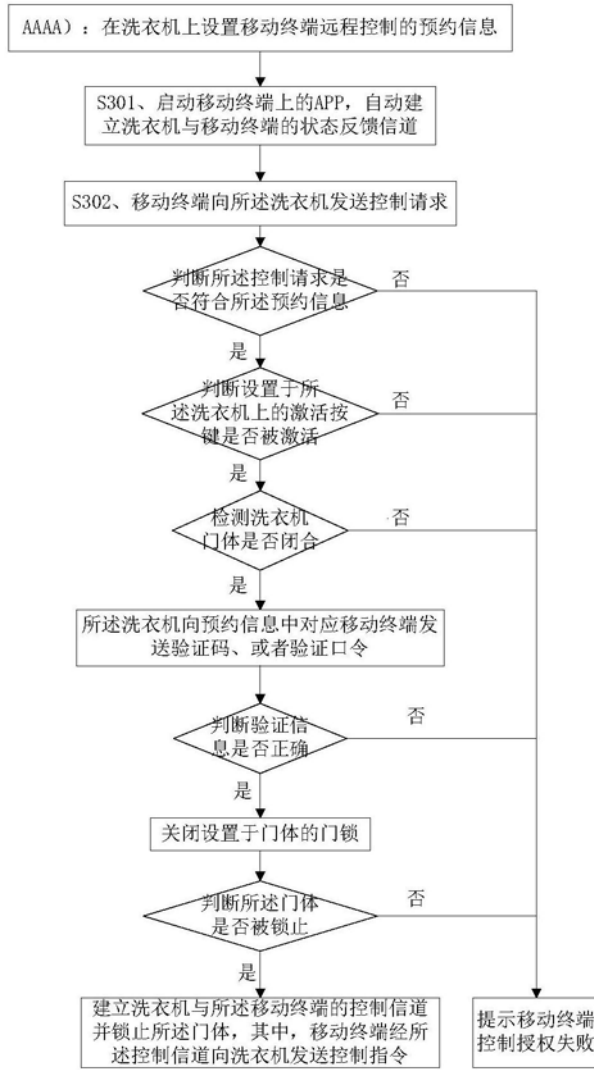 AAAA）：在洗衣机上设置移动终端远程控制的预约信息
S301、启动移动终端上的APP，自动建
立洗衣机与移动终端的状态反馈信道
S302、移动终端向所述洗衣机发送控制请求
判断所述控制请求是
否符合所述预约信息
否
是
判断设置于所
述洗衣机上的激活按
键是否被激活
否
是
检测洗衣机
门体是否闭合
否
是
所述洗衣机向预约信息中对应移动终端发
送验证码、或者验证口令
判断验证信
息是否正确
否
是
关闭设置于门体的门锁
判断所述门体
是否被锁止
否
是
建立洗衣机与所述移动终端的控制信道
并锁止所述门体，其中，移动终端经所
述控制信道向洗衣机发送控制指令
提示移动终端
控制授权失败